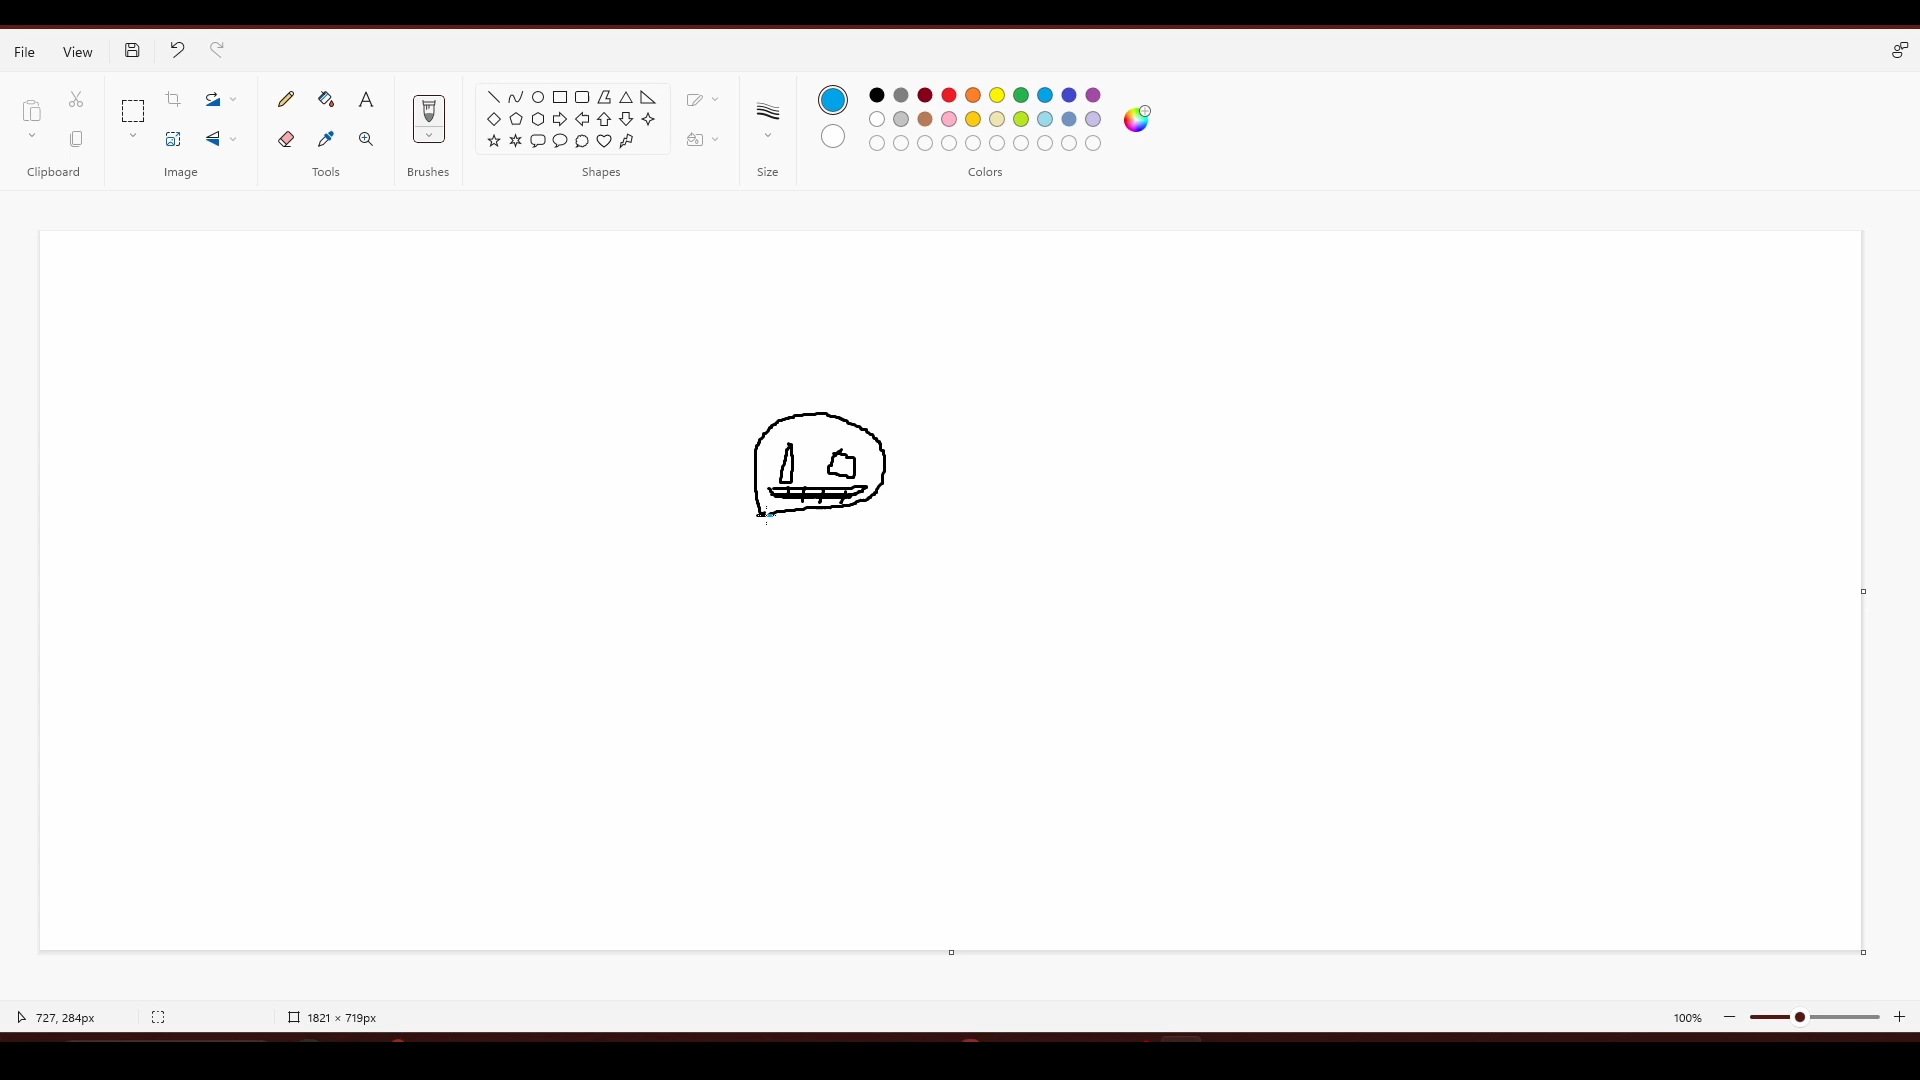 File View
Clipboard Image Tools Brushes Shapes Size Colors
727, 284px 1821 × 719px 100%